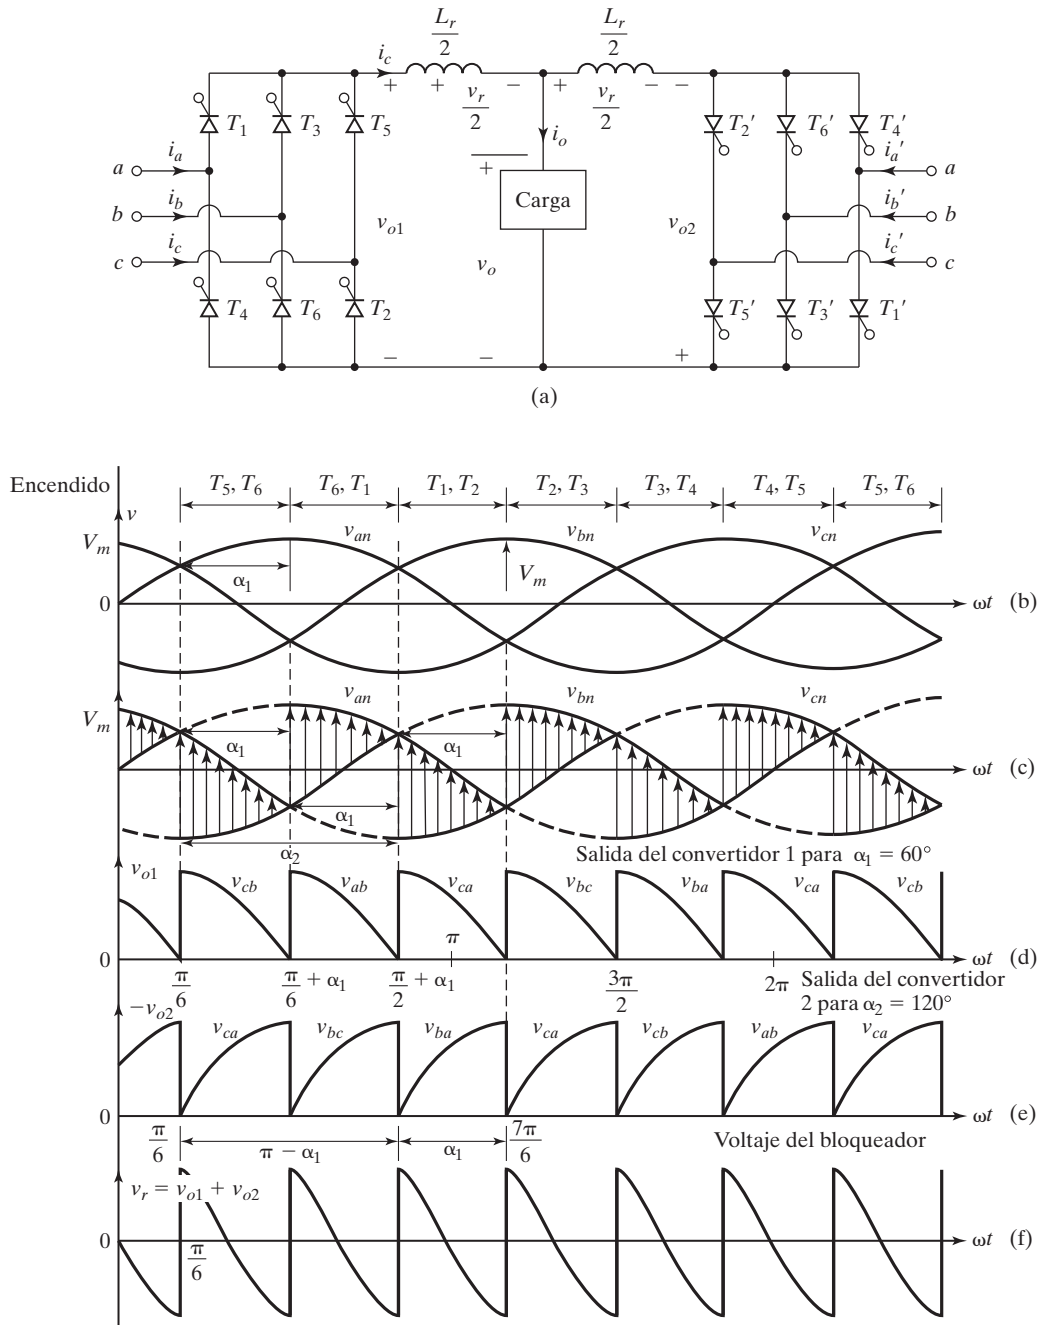 L_r/2 L_r/2
i_c
+ + v_r/2 − + v_r/2 − −
T_1 T_3 T_5 T_2′ T_6′ T_4′
i_o
i_a i_a′
a + a
Carga
i_b i_b′
b b
v_o1 v_o2
i_c i_c′
c v_o c
T_4 T_6 T_2 T_5′ T_3′ T_1′
− − +
(a)
Encendido T_5, T_6 T_6, T_1 T_1, T_2 T_2, T_3 T_3, T_4 T_4, T_5 T_5, T_6
v
V_m v_an v_bn v_cn
α_1 V_m
0 ωt (b)
v_an v_bn v_cn
V_m
α_1 α_1
ωt (c)
α_1
α_2
Salida del convertidor 1 para α_1 = 60°
v_o1
v_cb v_ab v_ca v_bc v_ba v_ca v_cb
π
0 ωt (d)
π/6 π/6 + α_1 π/2 + α_1 3π/2 2π
Salida del convertidor
2 para α_2 = 120°
−v_o2
v_ca v_bc v_ba v_ca v_cb v_ab v_ca
0 ωt (e)
π/6 π − α_1 α_1 7π/6
Voltaje del bloqueador
v_r = v_o1 + v_o2
0 ωt (f)
π/6